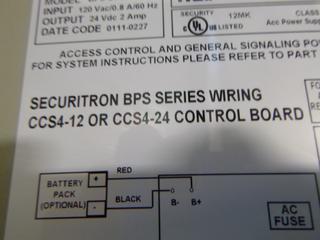 INPUT 120 Vac/0.8 A/60 Hz
OUTPUT 24 Vdc 2 Amp
DATE CODE 0111-0227
SECURITY 12MK CLASS
UL LISTED Acc Power
ACCESS CONTROL AND GENERAL SIGNALING
FOR SYSTEM INSTRUCTIONS PLEASE REFER TO PART
SECURITRON BPS SERIES WIRING
CCS4-12 OR CCS4-24 CONTROL BOARD
RED
BATTERY PACK (OPTIONAL)
+
-
BLACK
B- B+
AC
FUSE